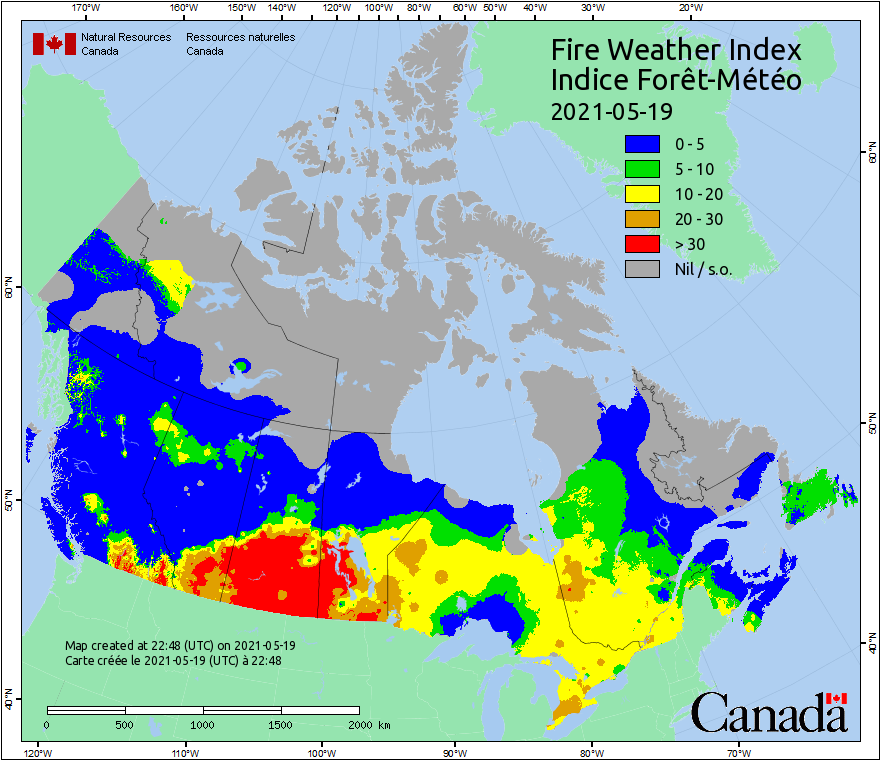 170°W 160°W 150°W 140°W 130°W 120°W 110°W 100°W 90°W 80°W 70°W 60°W 50°W 40°W 30°W 20°W
Natural Resources Ressources naturelles
Canada Canada
Fire Weather Index
Indice Forêt-Météo
2021-05-19
0 - 5
5 - 10
10 - 20
20 - 30
> 30
Nil / s.o.
60°N
60°N
50°N
50°N
40°N
40°N
Map created at 22:48 (UTC) on 2021-05-19
Carte créée le 2021-05-19 (UTC) à 22:48
0 500 1000 1500 2000 km
Canada
120°W 110°W 100°W 90°W 80°W 70°W